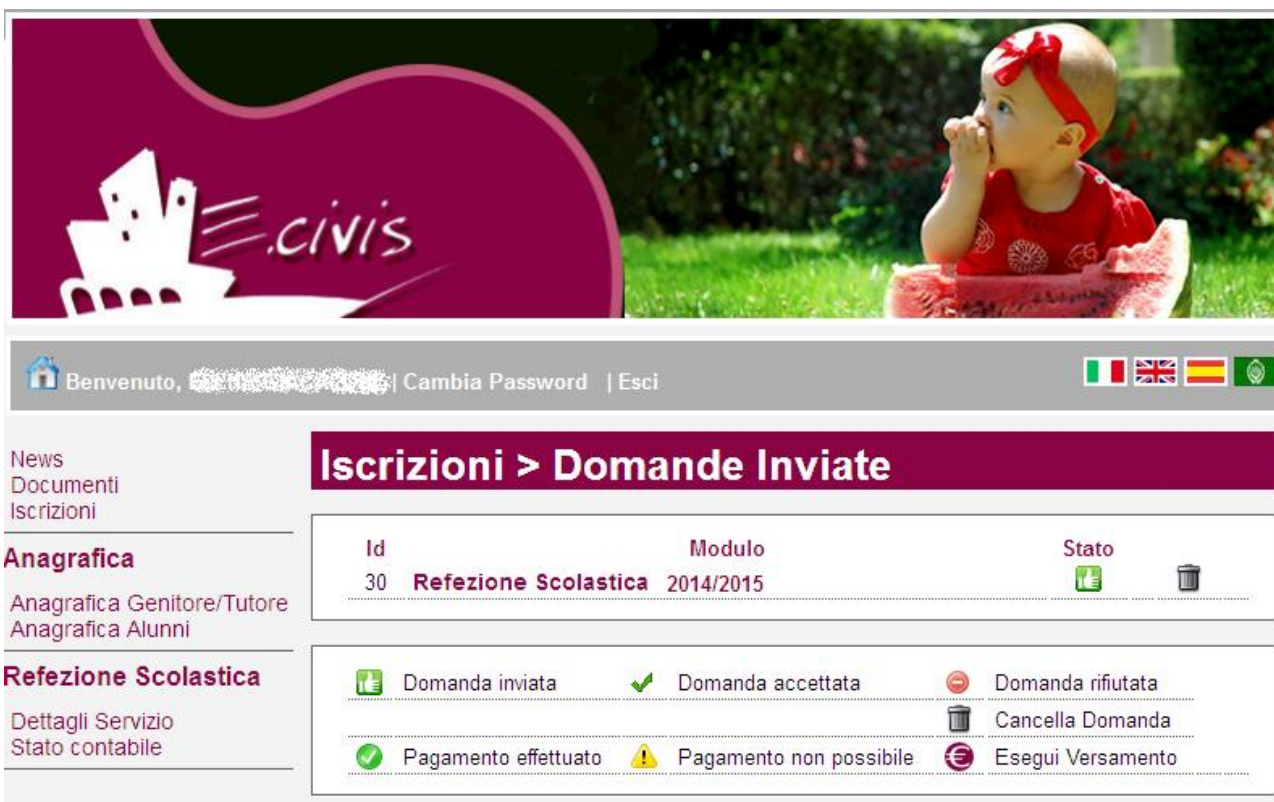 E.civis
Benvenuto, | Cambia Password | Esci
News
Documenti
Iscrizioni
Anagrafica
Anagrafica Genitore/Tutore
Anagrafica Alunni
Refezione Scolastica
Dettagli Servizio
Stato contabile
Iscrizioni > Domande Inviate
Id Modulo Stato
30 Refezione Scolastica 2014/2015
Domanda inviata Domanda accettata Domanda rifiutata
Cancella Domanda
Pagamento effettuato Pagamento non possibile Esegui Versamento